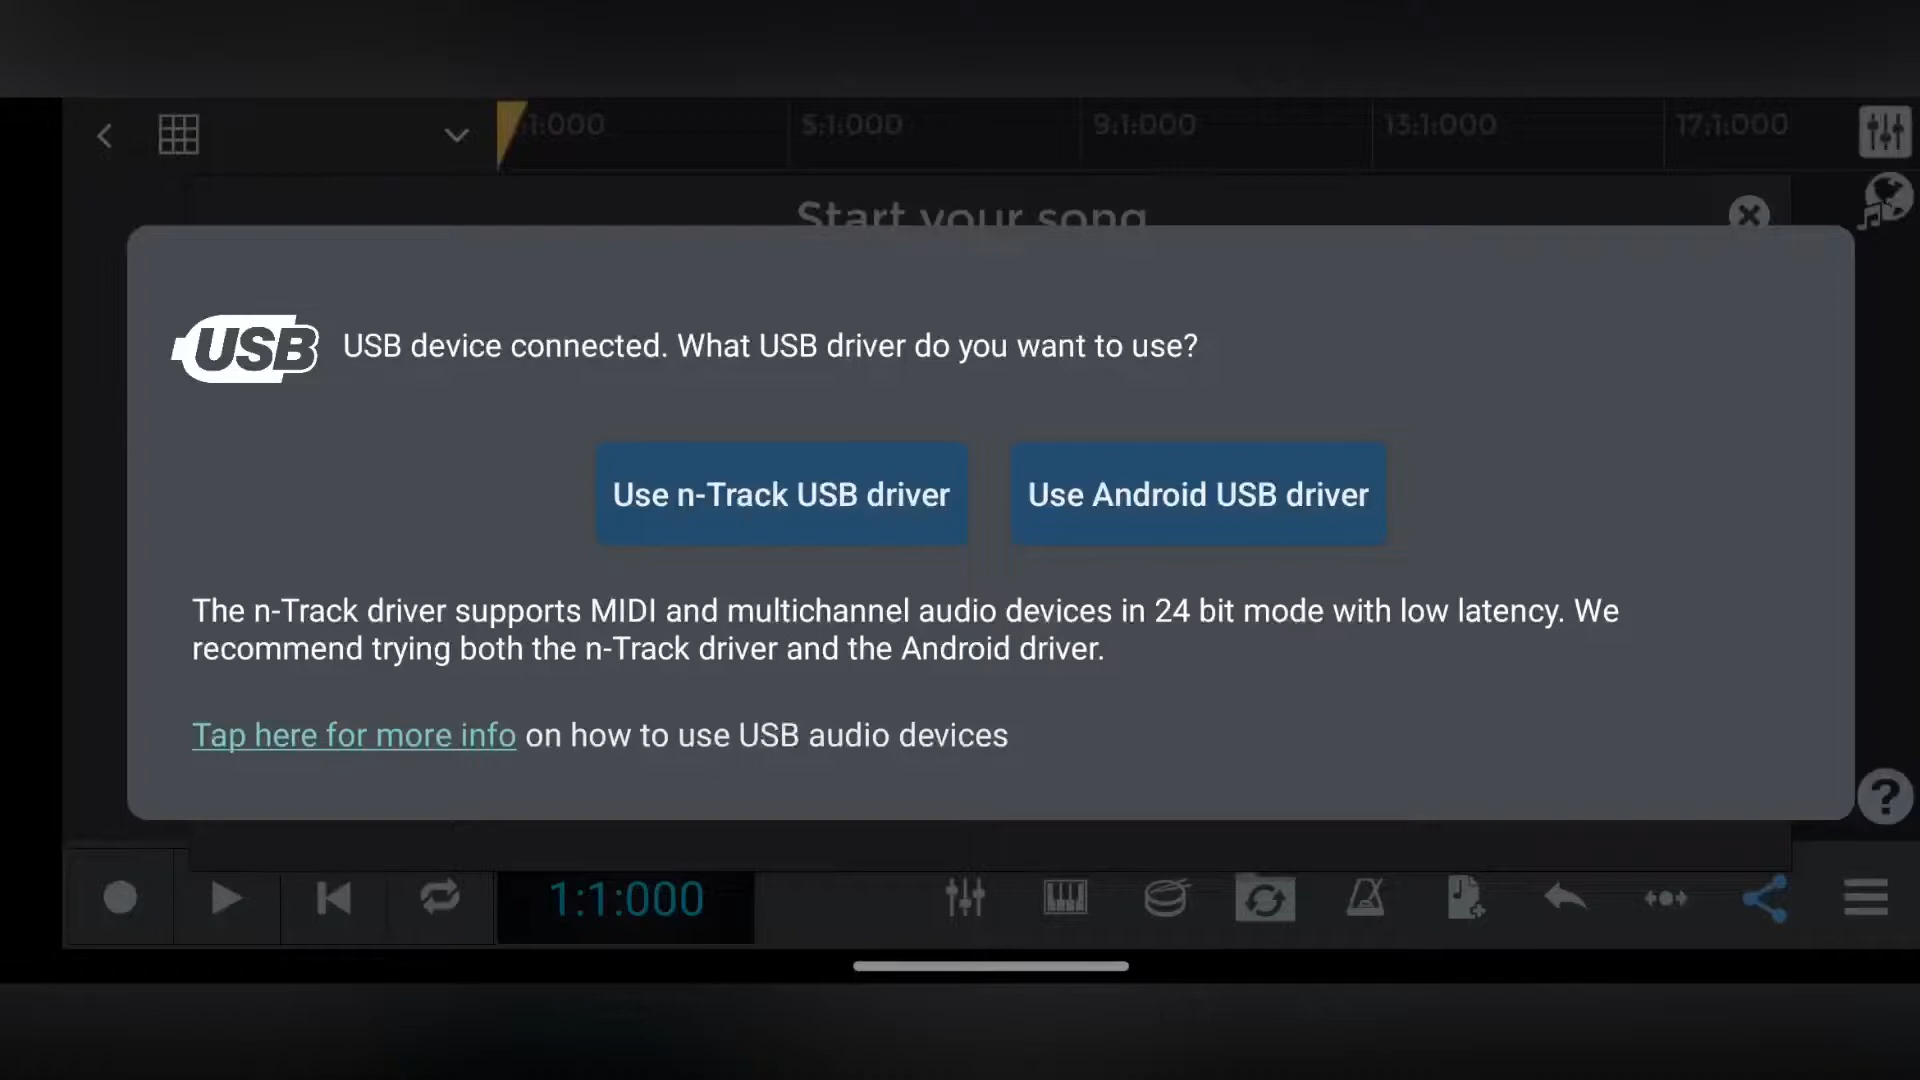 1:000
5:1:000
9:1:000
13:1:000
17:1:000
Start your song
USB
USB device connected. What USB driver do you want to use?
Use n-Track USB driver
Use Android USB driver
The n-Track driver supports MIDI and multichannel audio devices in 24 bit mode with low latency. We
recommend trying both the n-Track driver and the Android driver.
Tap here for more info on how to use USB audio devices
?
1:1:000